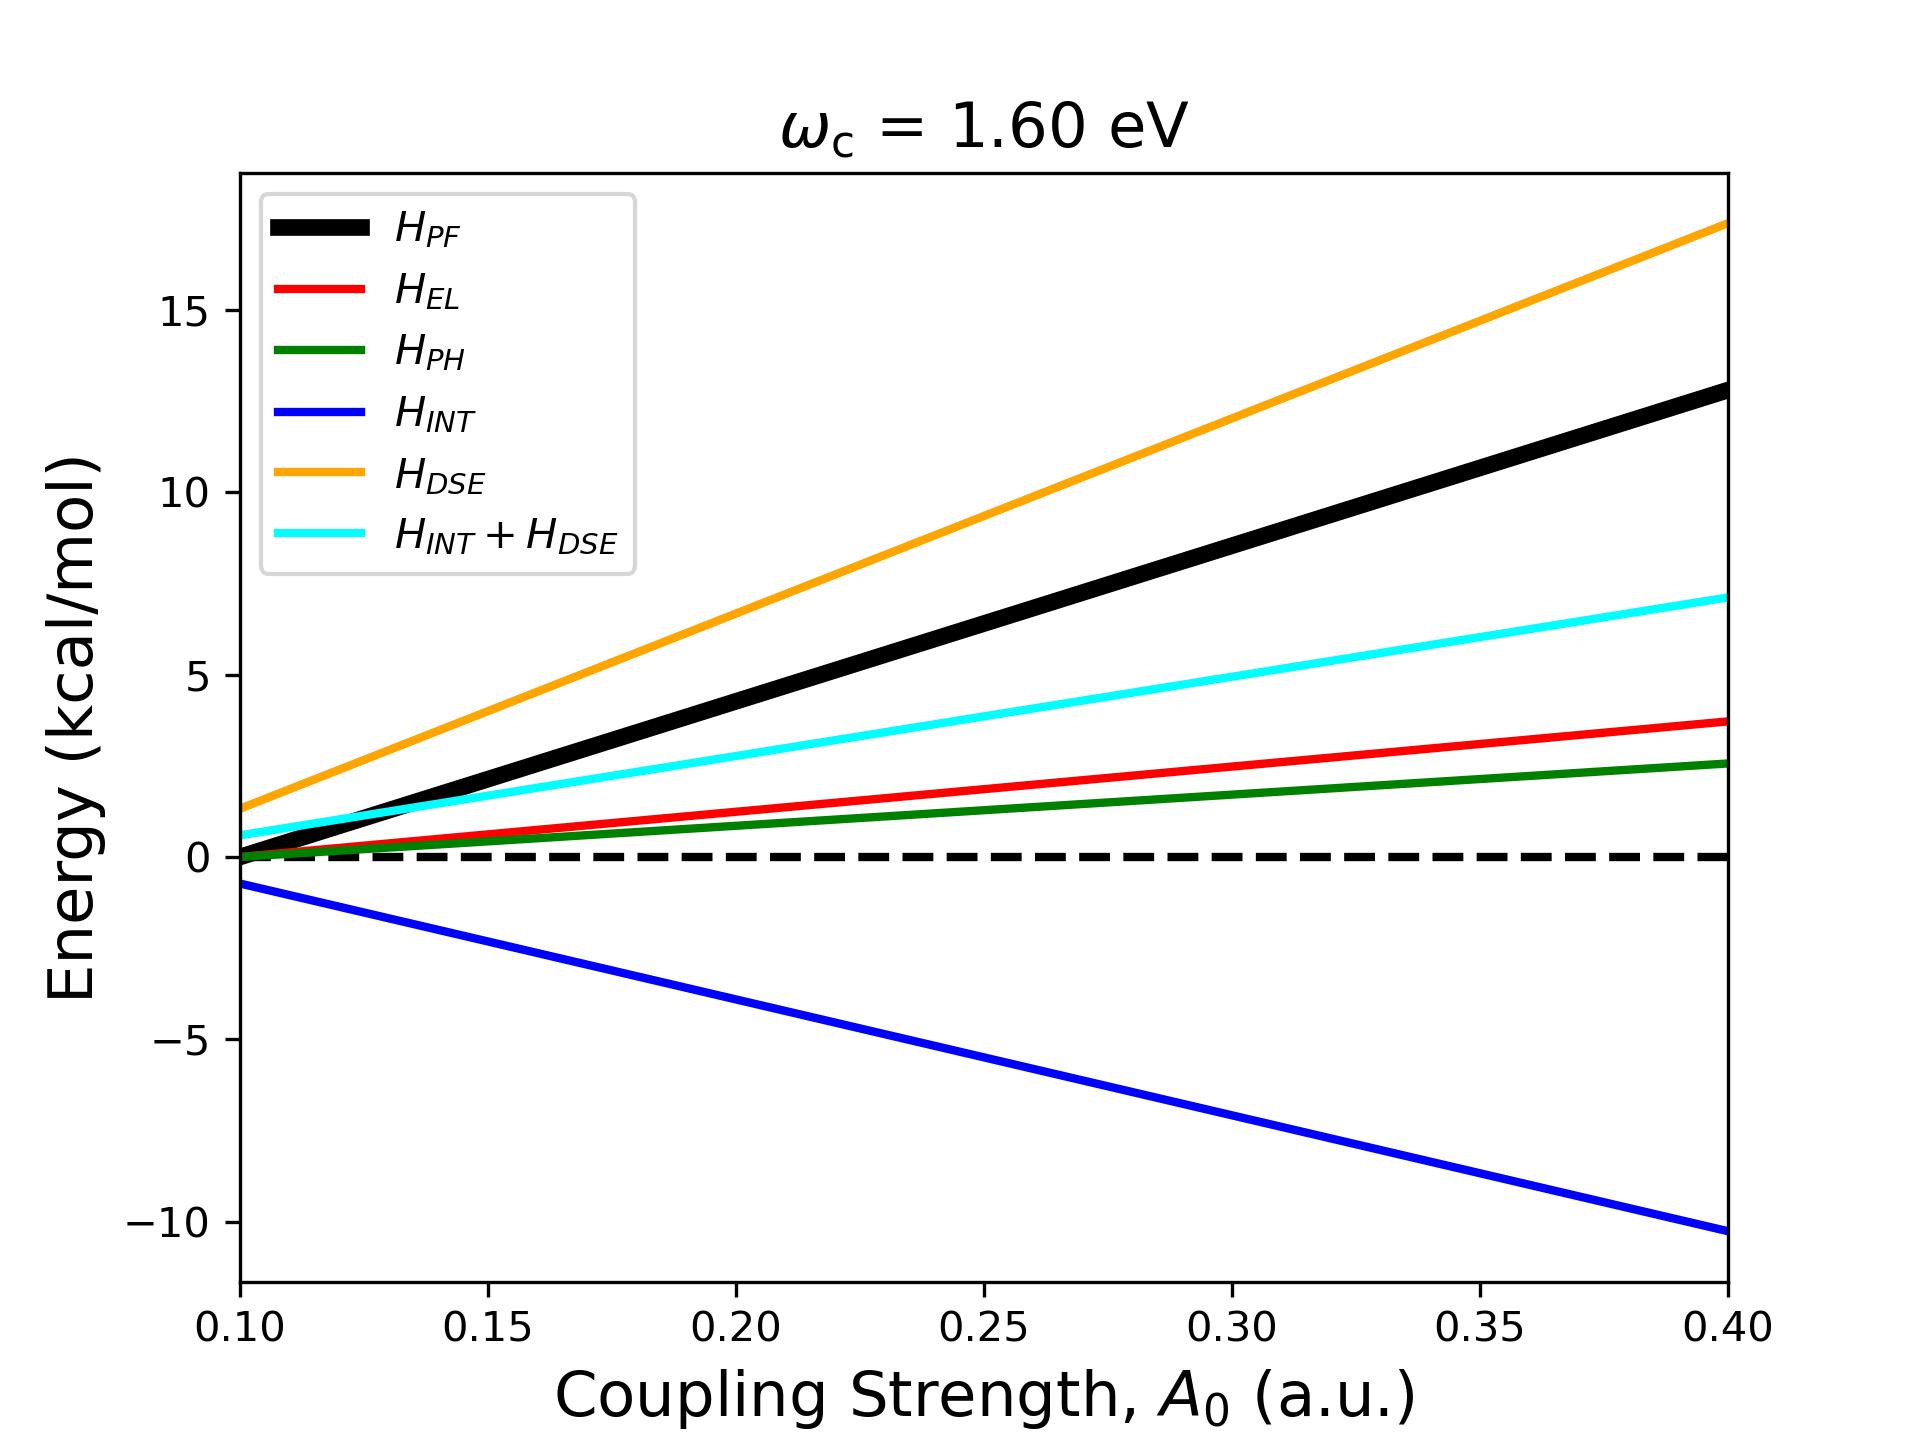 ω_c = 1.60 eV
H_PF
H_EL
H_PH
H_INT
H_DSE
H_INT + H_DSE
Energy (kcal/mol)
15
10
5
0
−5
−10
0.10 0.15 0.20 0.25 0.30 0.35 0.40
Coupling Strength, A_0 (a.u.)